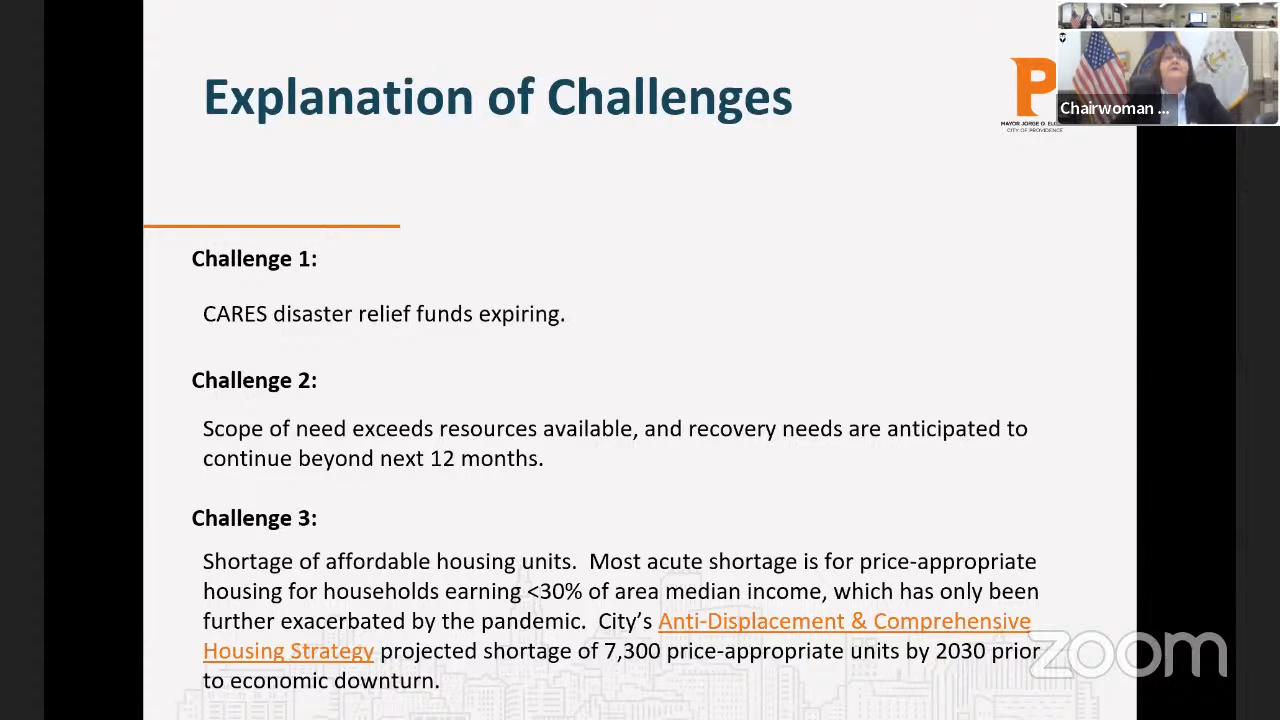 Explanation of Challenges
P
MAYOR JORGE O.
CITY OF PROVIDENCE
Chairwoman ...
Challenge 1:
CARES disaster relief funds expiring.
Challenge 2:
Scope of need exceeds resources available, and recovery needs are anticipated to
continue beyond next 12 months.
Challenge 3:
Shortage of affordable housing units.  Most acute shortage is for price-appropriate
housing for households earning <30% of area median income, which has only been
further exacerbated by the pandemic.  City’s Anti-Displacement & Comprehensive
Housing Strategy projected shortage of 7,300 price-appropriate units by 2030 prior
to economic downturn.
zoom